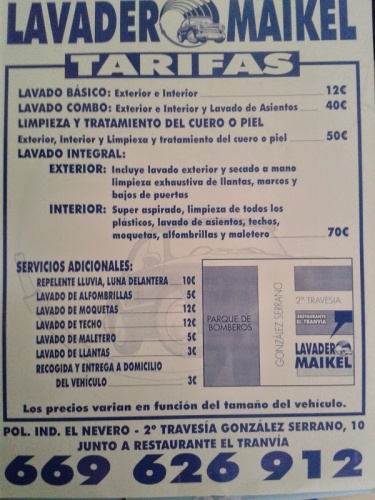 LAVADERO MAIKEL
TARIFAS
LAVADO BÁSICO: Exterior e Interior 12€
LAVADO COMBO: Exterior e Interior y Lavado de Asientos 40€
LIMPIEZA Y TRATAMIENTO DEL CUERO O PIEL
Exterior, Interior y Limpieza y tratamiento del cuero o piel 50€
LAVADO INTEGRAL:
EXTERIOR: Incluye lavado exterior y secado a mano
limpieza exhaustiva de llantas, marcos y
bajos de puertas
INTERIOR: Super aspirado, limpieza de todos los
plásticos, lavado de asientos, techos,
moquetas, alfombrillas y maletero 70€
SERVICIOS ADICIONALES:
REPELENTE LLUVIA, LUNA DELANTERA 10€
LAVADO DE ALFOMBRILLAS 5€
LAVADO DE MOQUETAS 12€
LAVADO DE TECHO 12€
LAVADO DE MALETERO 5€
LAVADO DE LLANTAS 3€
RECOGIDA Y ENTREGA A DOMICILIO
DEL VEHÍCULO 3€
PARQUE DE
BOMBEROS
GONZÁLEZ SERRANO
2º TRAVESIA
RESTAURANTE
EL TRANVÍA
LAVADERO
MAIKEL
Los precios varian en función del tamaño del vehículo.
POL. IND. EL NEVERO - 2º TRAVESÍA GONZÁLEZ SERRANO, 10
JUNTO A RESTAURANTE EL TRANVÍA
669 626 912